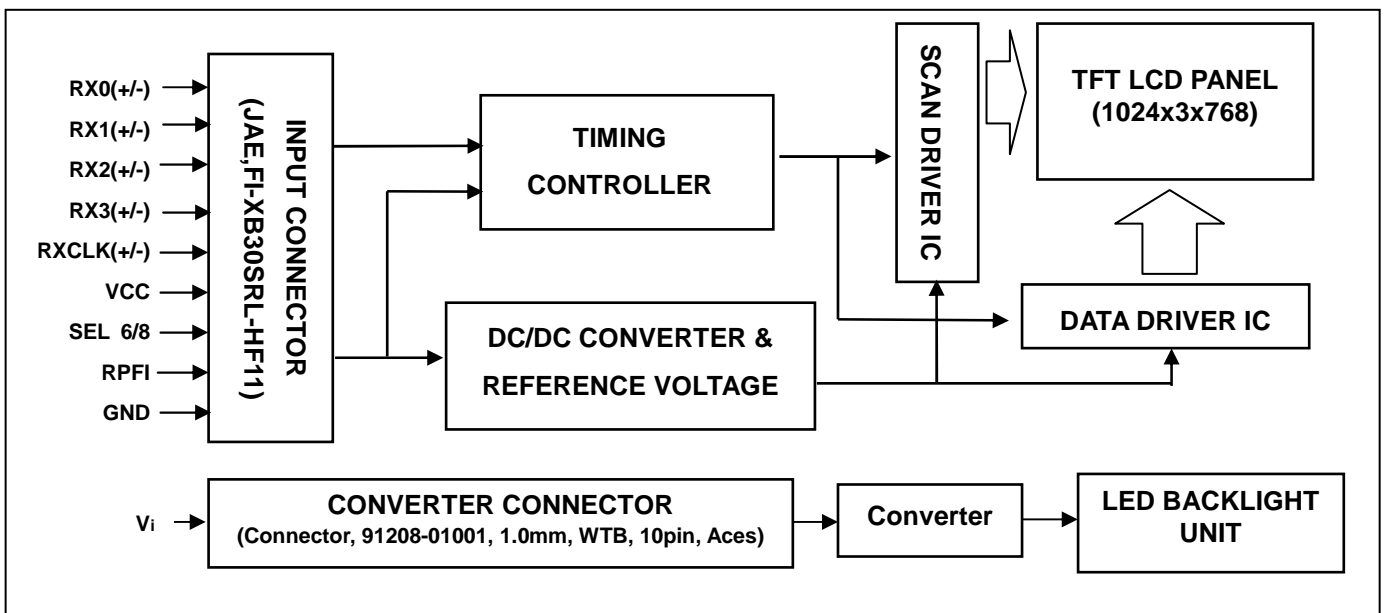 RX0(+/-)
RX1(+/-)
RX2(+/-)
RX3(+/-)
RXCLK(+/-)
VCC
SEL 6/8
RPFI
GND
INPUT CONNECTOR
(JAE,FI-XB30SRL-HF11)
TIMING
CONTROLLER
DC/DC CONVERTER &
REFERENCE VOLTAGE
SCAN DRIVER IC
TFT LCD PANEL
(1024x3x768)
DATA DRIVER IC
Vi
CONVERTER CONNECTOR
(Connector, 91208-01001, 1.0mm, WTB, 10pin, Aces)
Converter
LED BACKLIGHT
UNIT